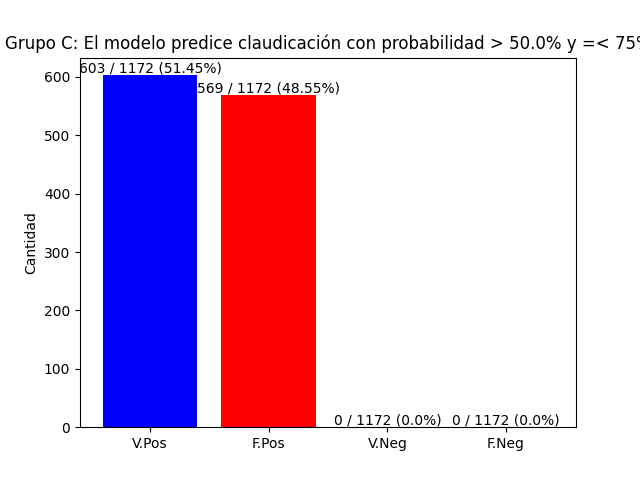 Grupo C: El modelo predice claudicación con probabilidad > 50.0% y =< 75%
603 / 1172 (51.45%)
569 / 1172 (48.55%)
0 / 1172 (0.0%) 0 / 1172 (0.0%)
600
500
400
300
200
100
0
Cantidad
V.Pos F.Pos V.Neg F.Neg